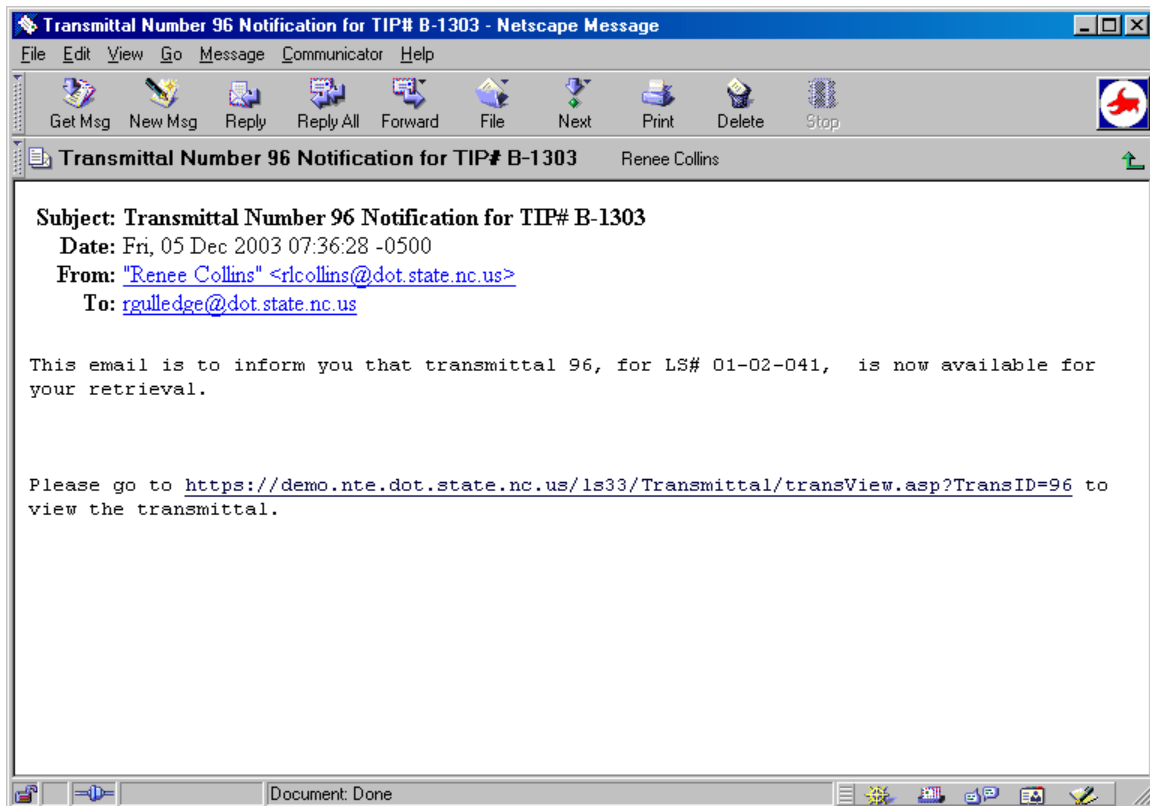 Transmittal Number 96 Notification for TIP# B-1303 - Netscape Message
File Edit View Go Message Communicator Help
Get Msg New Msg Reply Reply All Forward File Next Print Delete Stop
Transmittal Number 96 Notification for TIP# B-1303 Renee Collins
Subject: Transmittal Number 96 Notification for TIP# B-1303
Date: Fri, 05 Dec 2003 07:36:28 -0500
From: "Renee Collins" <rlcollins@dot.state.nc.us>
To: rgulledge@dot.state.nc.us
This email is to inform you that transmittal 96, for LS# 01-02-041,  is now available for
your retrieval.
Please go to https://demo.nte.dot.state.nc.us/ls33/Transmittal/transView.asp?TransID=96 to
view the transmittal.
Document: Done